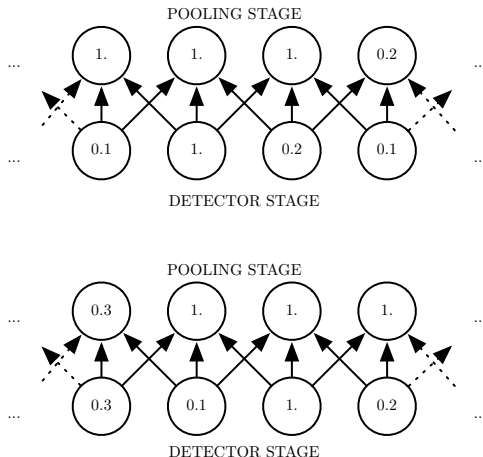 POOLING STAGE
... 1. 1. 1. 0.2 ..
... 0.1 1. 0.2 0.1 ..
DETECTOR STAGE
POOLING STAGE
... 0.3 1. 1. 1. ..
... 0.3 0.1 1. 0.2 ..
DETECTOR STAGE